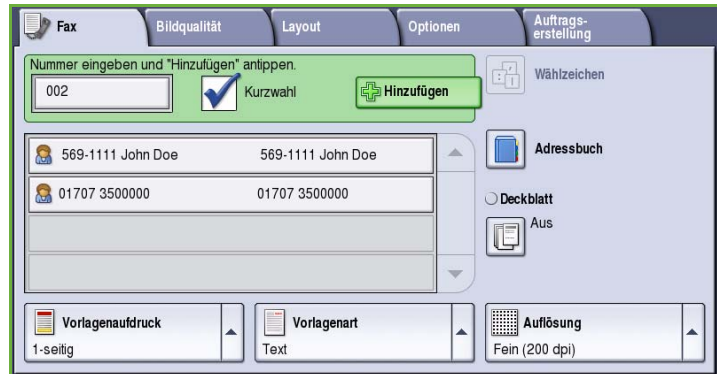 Fax
Bildqualität
Layout
Optionen
Auftrags-
erstellung
Nummer eingeben und "Hinzufügen" antippen.
002
Kurzwahl
Hinzufügen
Wählzeichen
569-1111 John Doe 569-1111 John Doe
01707 3500000 01707 3500000
Adressbuch
Deckblatt
Aus
Vorlagenaufdruck
1-seitig
Vorlagenart
Text
Auflösung
Fein (200 dpi)